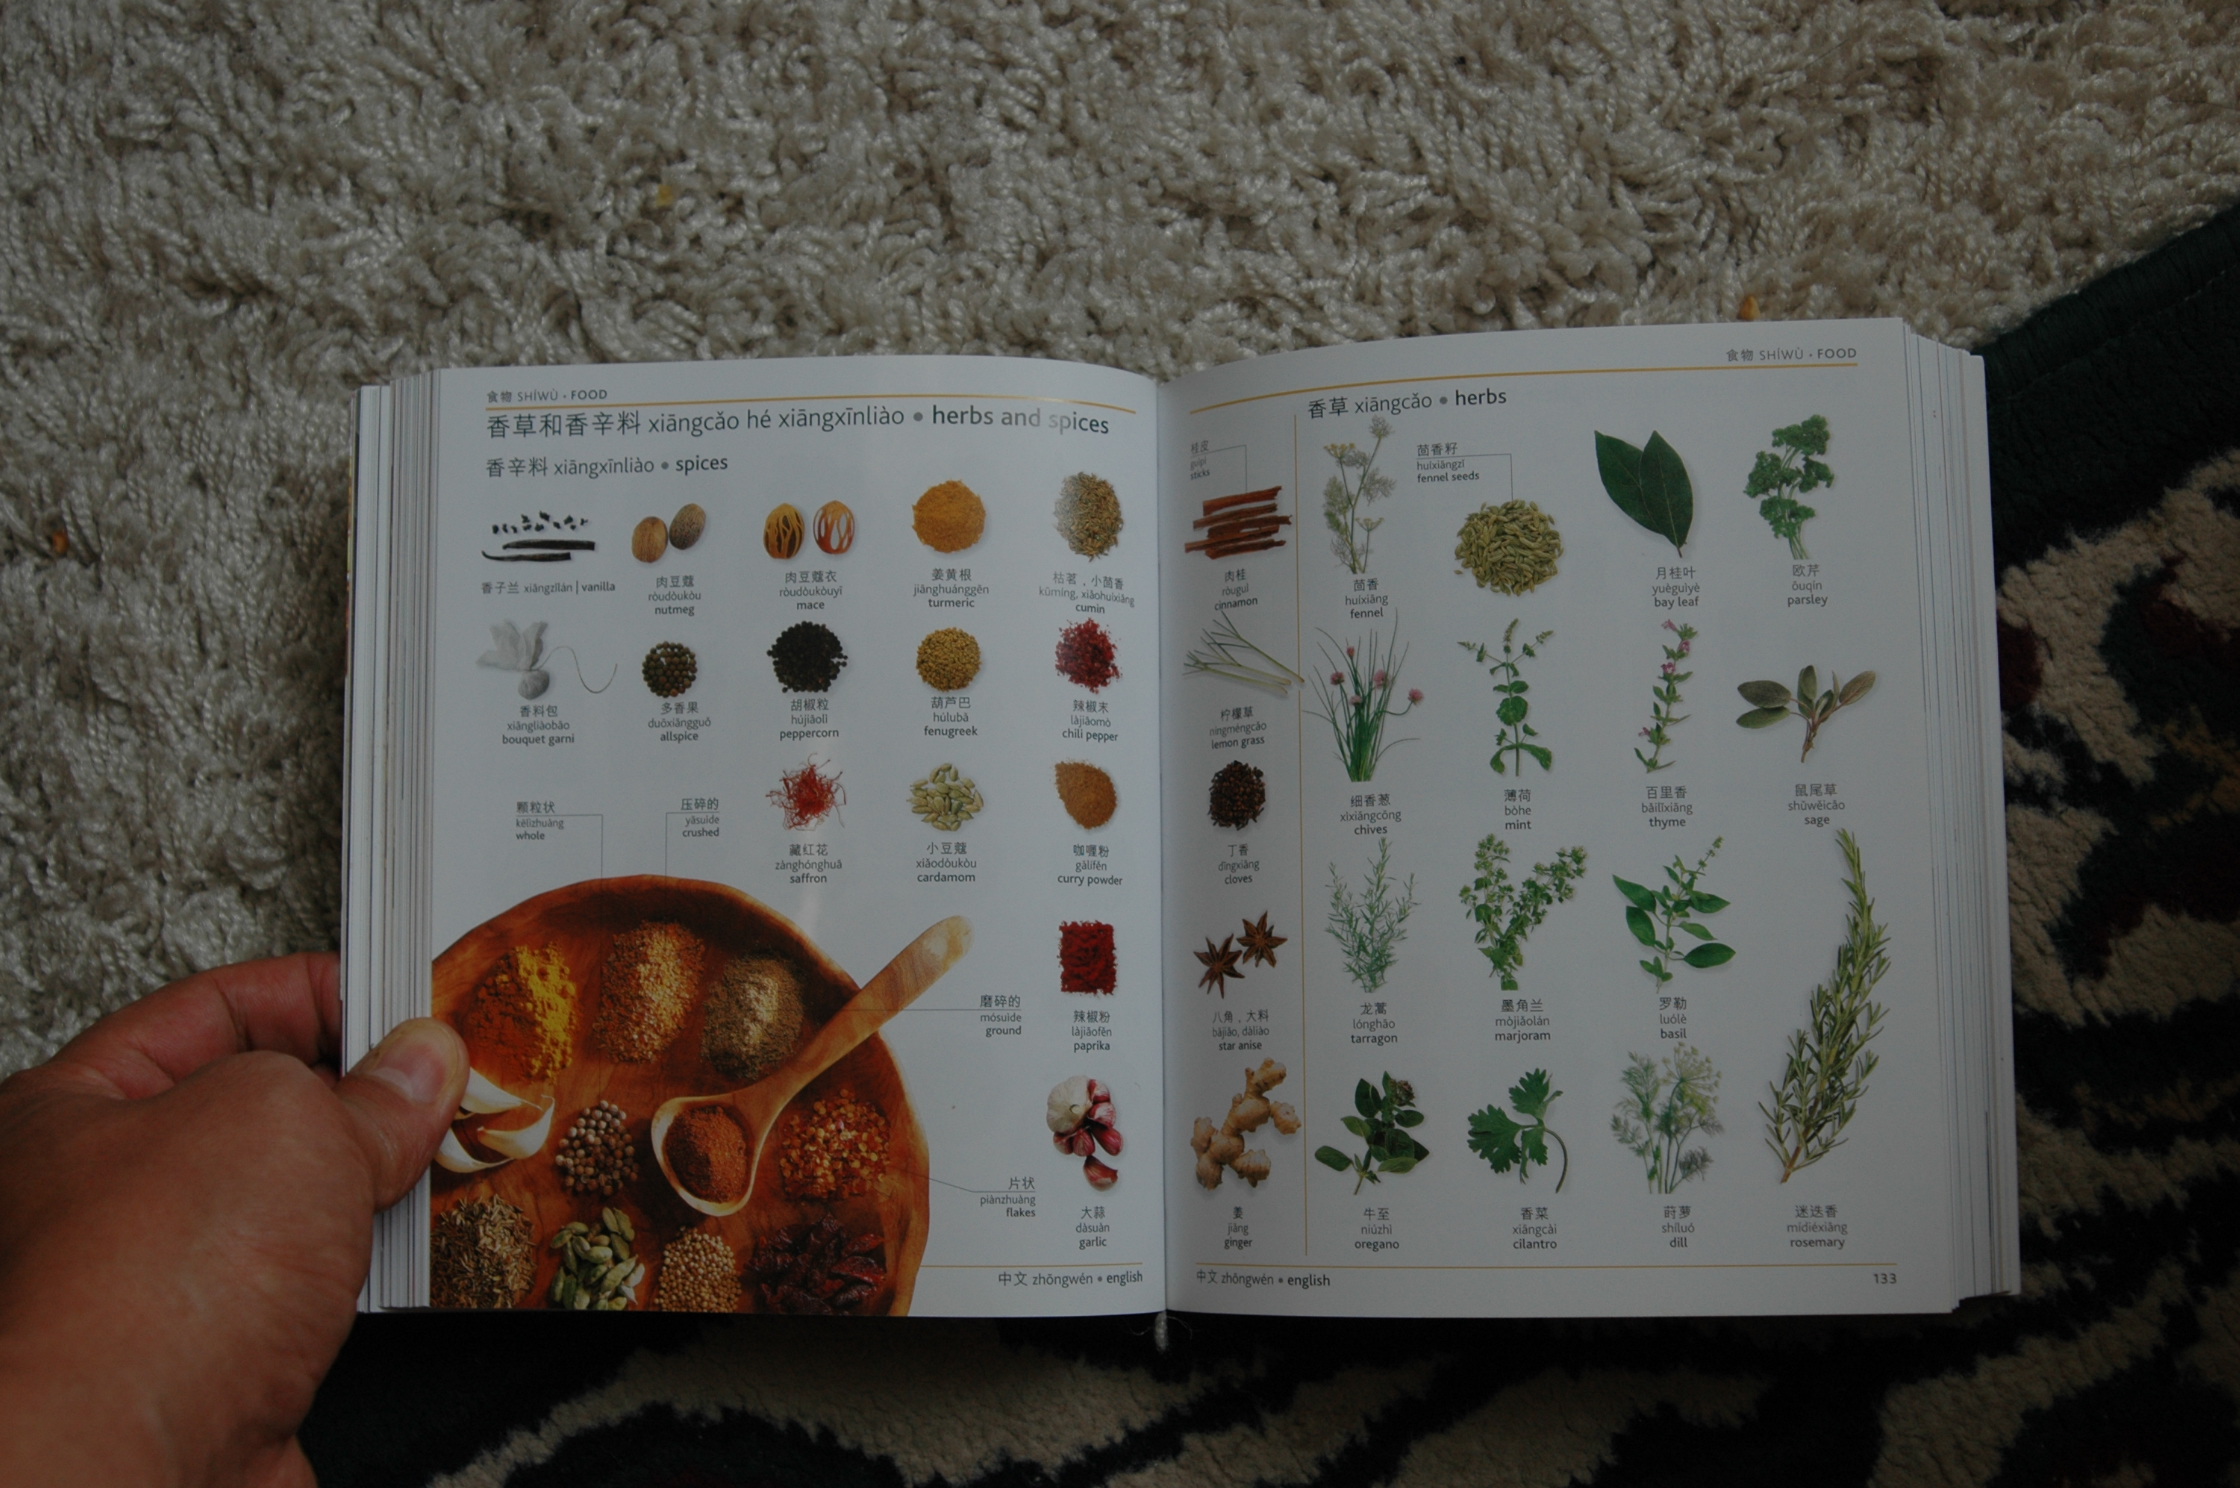 食物 SHÍWÙ • FOOD
香草和香辛料 xiāngcǎo hé xiāngxīnliào • herbs and spices
香辛料 xiāngxīnliào • spices
香子兰 xiāngzǐlán | vanilla
肉豆蔻
ròudòukòu
nutmeg
肉豆蔻衣
ròudòukòuyī
mace
姜黄根
jiānghuánggēn
turmeric
枯茗，小茴香
kūmíng, xiǎohuíxiāng
cumin
香料包
xiāngliàobāo
bouquet garni
多香果
duōxiāngguǒ
allspice
胡椒粒
hújiāolì
peppercorn
葫芦巴
húlubā
fenugreek
辣椒末
làjiāomò
chili pepper
颗粒状
kēlìzhuàng
whole
压碎的
yāsuìde
crushed
藏红花
zànghónghuā
saffron
小豆蔻
xiǎodòukòu
cardamom
咖喱粉
gālífěn
curry powder
磨碎的
mósuìde
ground
辣椒粉
làjiāofěn
paprika
片状
piànzhuàng
flakes
大蒜
dàsuàn
garlic
中文 zhōngwén • english
食物 SHÍWÙ • FOOD
桂皮
guìpí
sticks
肉桂
ròuguì
cinnamon
柠檬草
níngméngcǎo
lemon grass
丁香
dīngxiāng
cloves
八角，大料
bājiǎo, dàliào
star anise
姜
jiāng
ginger
香草 xiāngcǎo • herbs
茴香籽
huíxiāngzǐ
fennel seeds
茴香
huíxiāng
fennel
月桂叶
yuèguìyè
bay leaf
欧芹
ōuqín
parsley
细香葱
xìxiāngcōng
chives
薄荷
bòhe
mint
百里香
bǎilǐxiāng
thyme
鼠尾草
shǔwěicǎo
sage
龙蒿
lónghāo
tarragon
墨角兰
mòjiǎolán
marjoram
罗勒
luólè
basil
牛至
niúzhì
oregano
香菜
xiāngcài
cilantro
莳萝
shíluó
dill
迷迭香
mídiéxiāng
rosemary
中文 zhōngwén • english
133